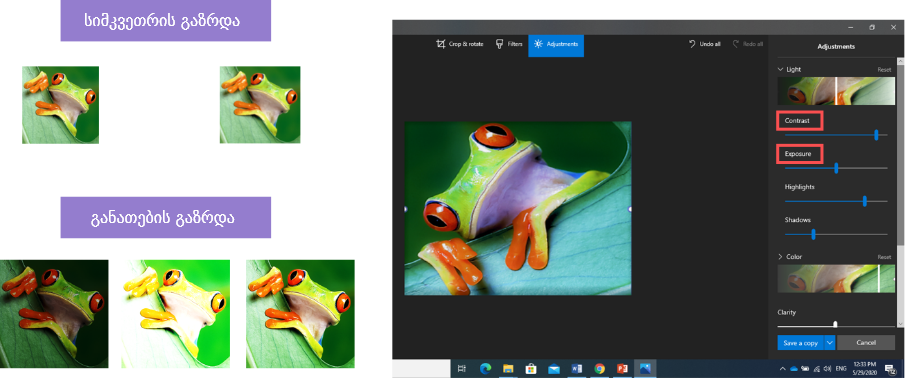 სიმკვეთრის გაზრდა
განათების გაზრდა
Crop & rotate
Filters
Adjustments
Undo all
Redo all
Adjustments
Light
Reset
Contrast
Exposure
Highlights
Shadows
Color
Reset
Clarity
Save a copy
Cancel
ENG
12:33 PM
5/29/2020